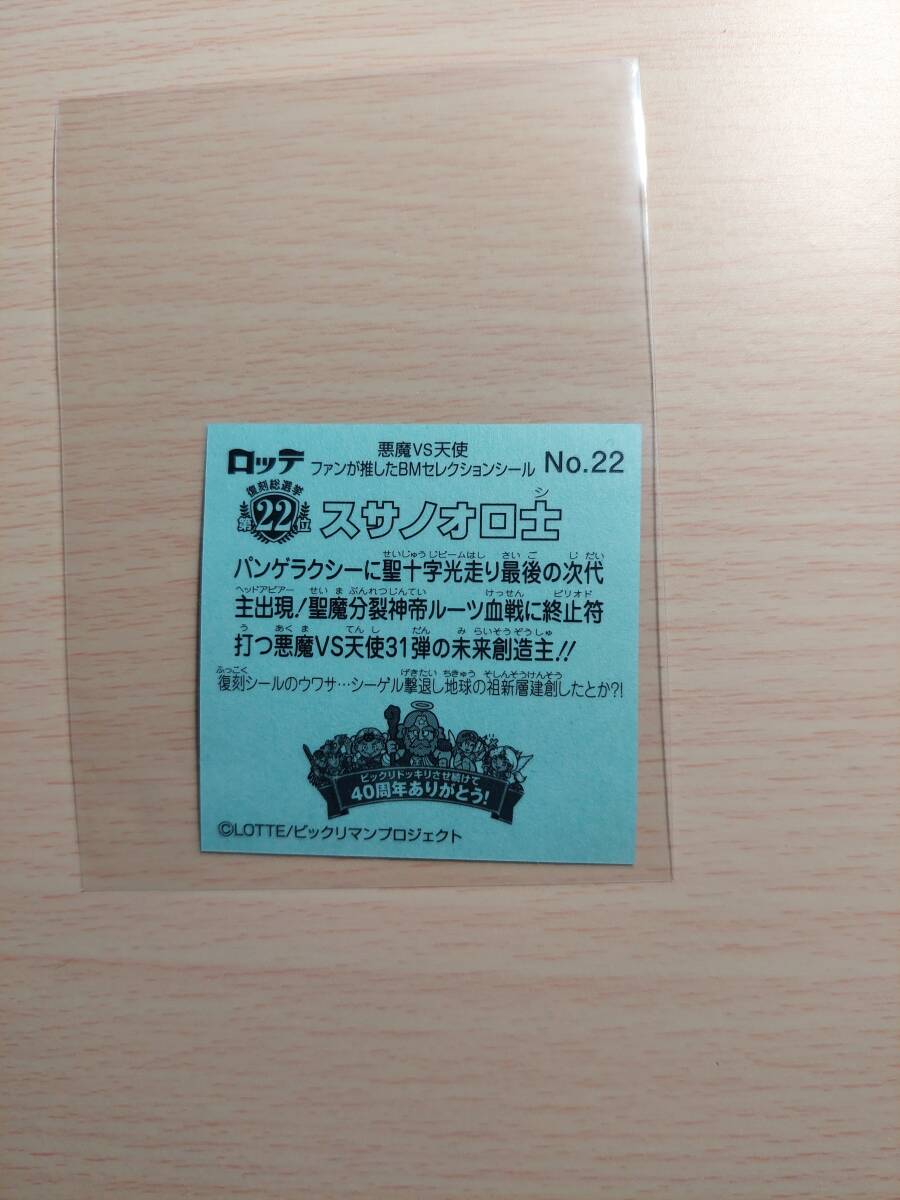 ロッテ 悪魔VS天使 No.22
ファンが推したBMセレクションシール
復刻総選挙
第22位 スサノオロ士
シ
せいじゅうじビームはし さいご じだい
パンゲラクシーに聖十字光走り最後の次代
ヘッドアピアー せいま ぶんれつしんてい けっせん ピリオド
主出現!聖魔分裂神帝ルーツ血戦に終止符
う あくま てんし だん みらいそうぞうしゅ
打つ悪魔VS天使31弾の未来創造主!!
ふっこく げきたい ちきゅう そしんそうけんそう
復刻シールのウワサ…シーゲル撃退し地球の祖新層建創したとか?!
ビックリドッキリさせ続けて
40周年ありがとう!
©LOTTE/ビックリマンプロジェクト